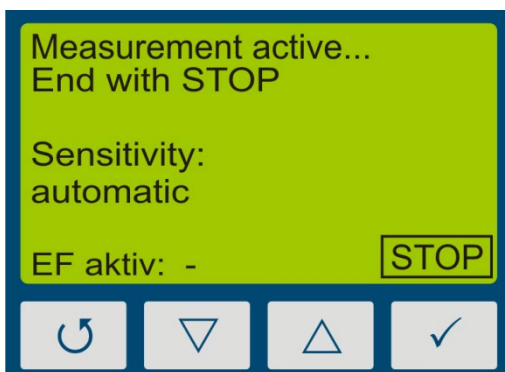 Measurement active...
End with STOP
Sensitivity:
automatic
EF aktiv: -
STOP